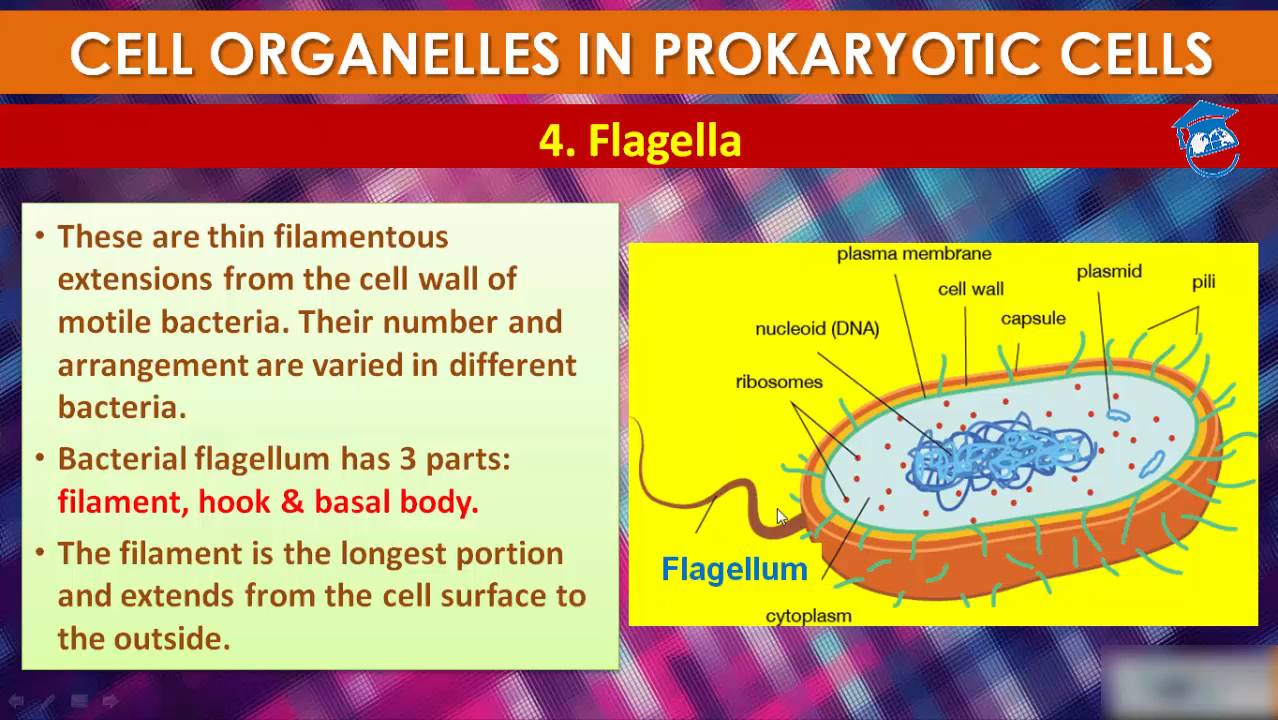 CELL ORGANELLES IN PROKARYOTIC CELLS
4. Flagella
• These are thin filamentous
extensions from the cell wall of
motile bacteria. Their number and
arrangement are varied in different
bacteria.
• Bacterial flagellum has 3 parts:
filament, hook & basal body.
• The filament is the longest portion
and extends from the cell surface to
the outside.
plasma membrane
plasmid
pili
cell wall
capsule
nucleoid (DNA)
ribosomes
Flagellum
cytoplasm